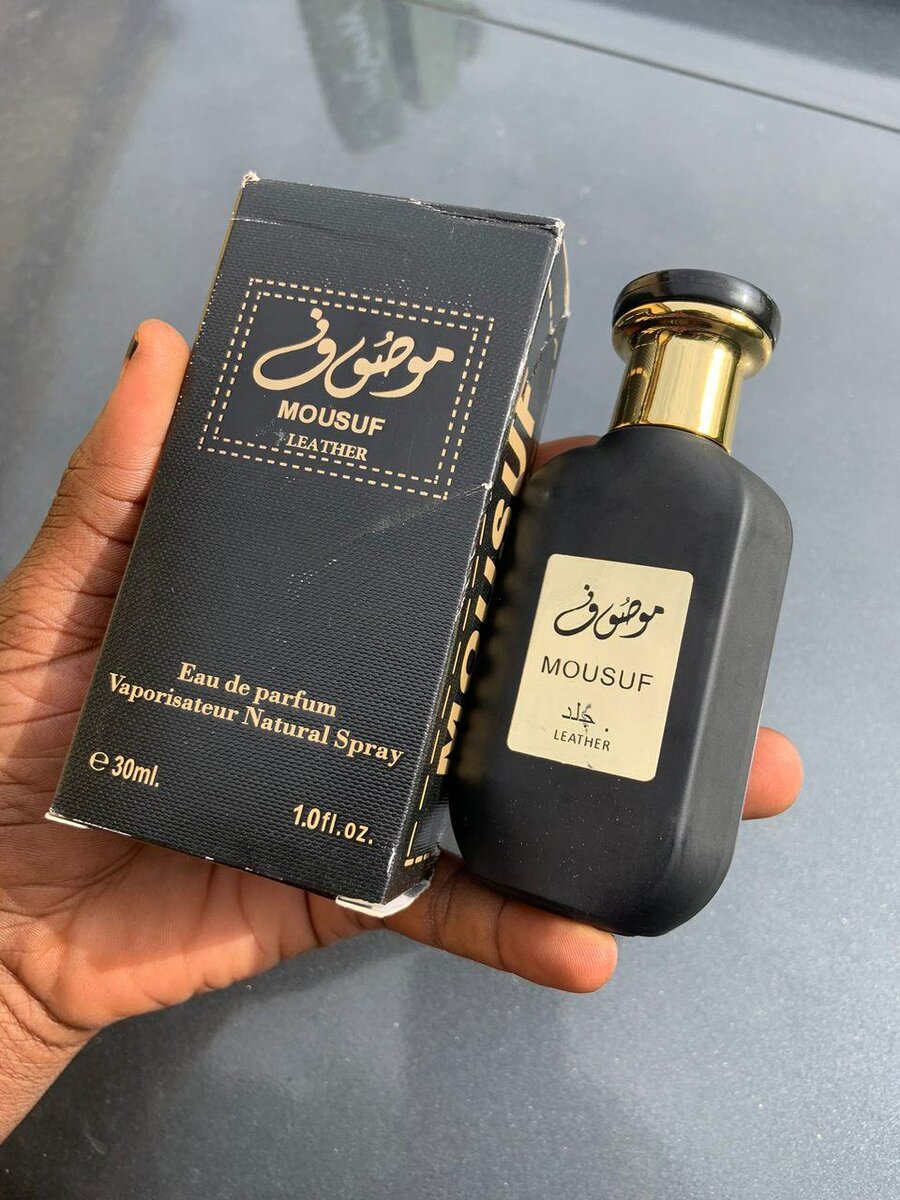 موصوف
MOUSUF
LEATHER
Eau de parfum
Vaporisateur Natural Spray
℮ 30ml.
1.0fl.oz.
MOUSUF
موصوف
MOUSUF
جلد
LEATHER